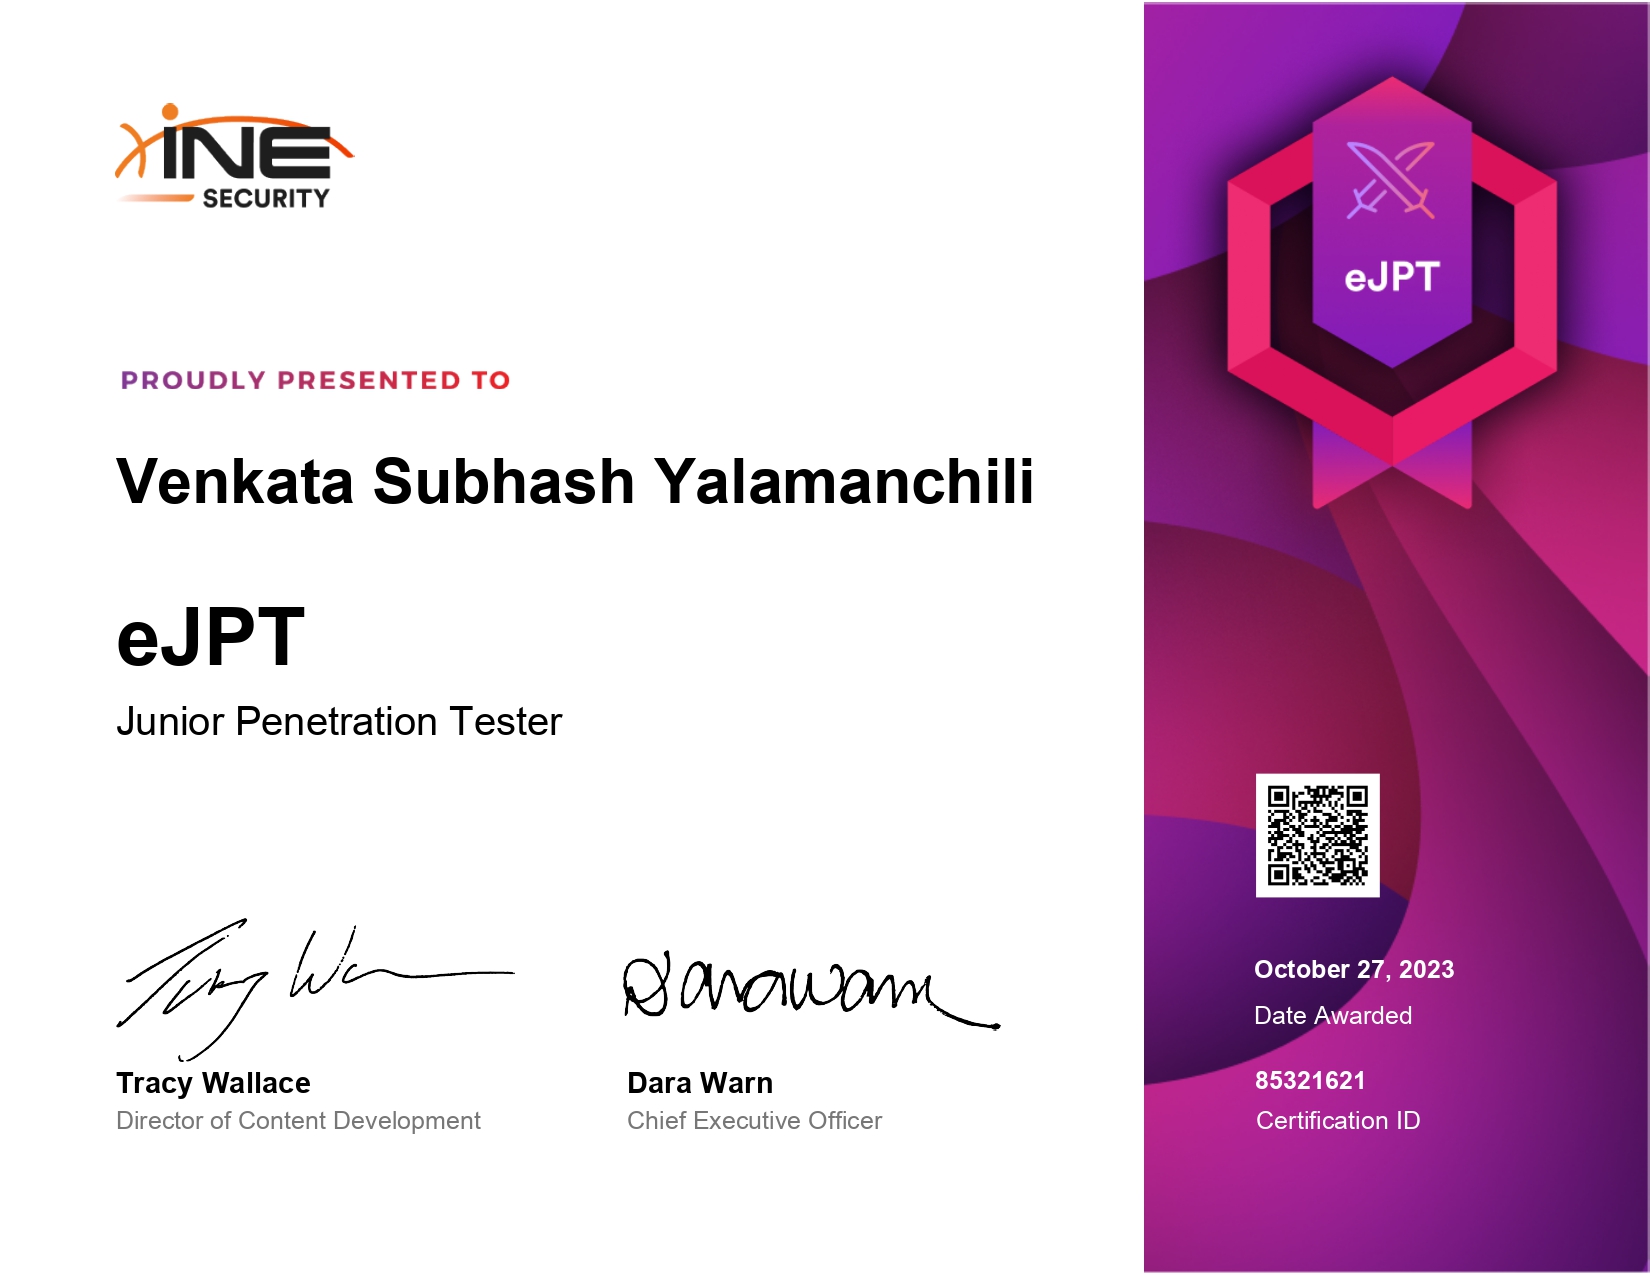 iNE
SECURITY
PROUDLY PRESENTED TO
Venkata Subhash Yalamanchili
eJPT
Junior Penetration Tester
Tracy Wallace
Director of Content Development
Dara Warn
Chief Executive Officer
eJPT
October 27, 2023
Date Awarded
85321621
Certification ID